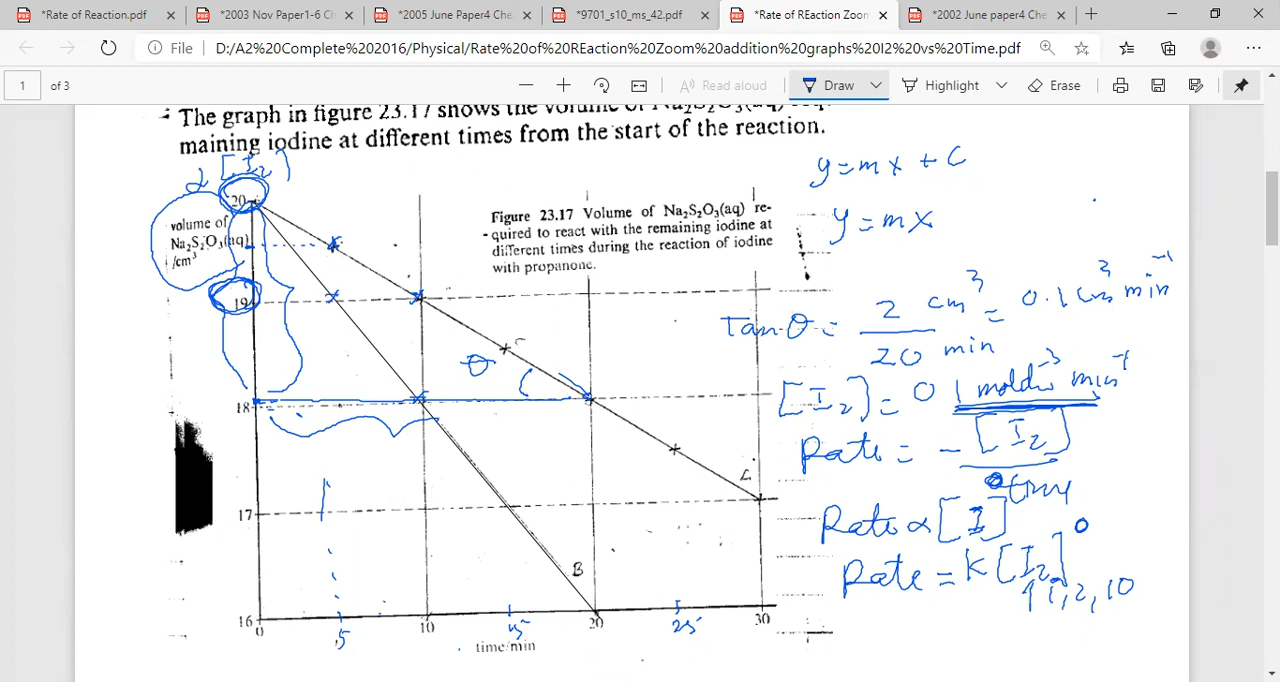 *Rate of Reaction.pdf
*2003 Nov Paper1-6 Ch
*2005 June Paper4 Che
*9701_s10_ms_42.pdf
*Rate of REaction Zoom
*2002 June paper4 Che
File
D:/A2%20Complete%202016/Physical/Rate%20of%20REaction%20Zoom%20addition%20graphs%20I2%20vs%20Time.pdf
1 of 3
Read aloud
Draw
Highlight
Erase
The graph in figure 23.17 shows the volume of Na₂S₂O₃(aq)
maining iodine at different times from the start of the reaction.
α [I₂]
20
volume of
Na₂S₂O₃(aq)
/cm³
19
18
17
16
0
5
10
15
20
25
30
time/min
Figure 23.17 Volume of Na₂S₂O₃(aq) re-
quired to react with the remaining iodine at
different times during the reaction of iodine
with propanone.
θ
B
y = mx + c
y = mx
Tan θ = 2 cm³ / 20 min = 0.1 cm³ min⁻¹
[I₂] = 0.1 moldm⁻³ min⁻¹
Rate = - [I₂] / time
Rate α [I]
Rate = K [I₂]⁰
1, 2, 10